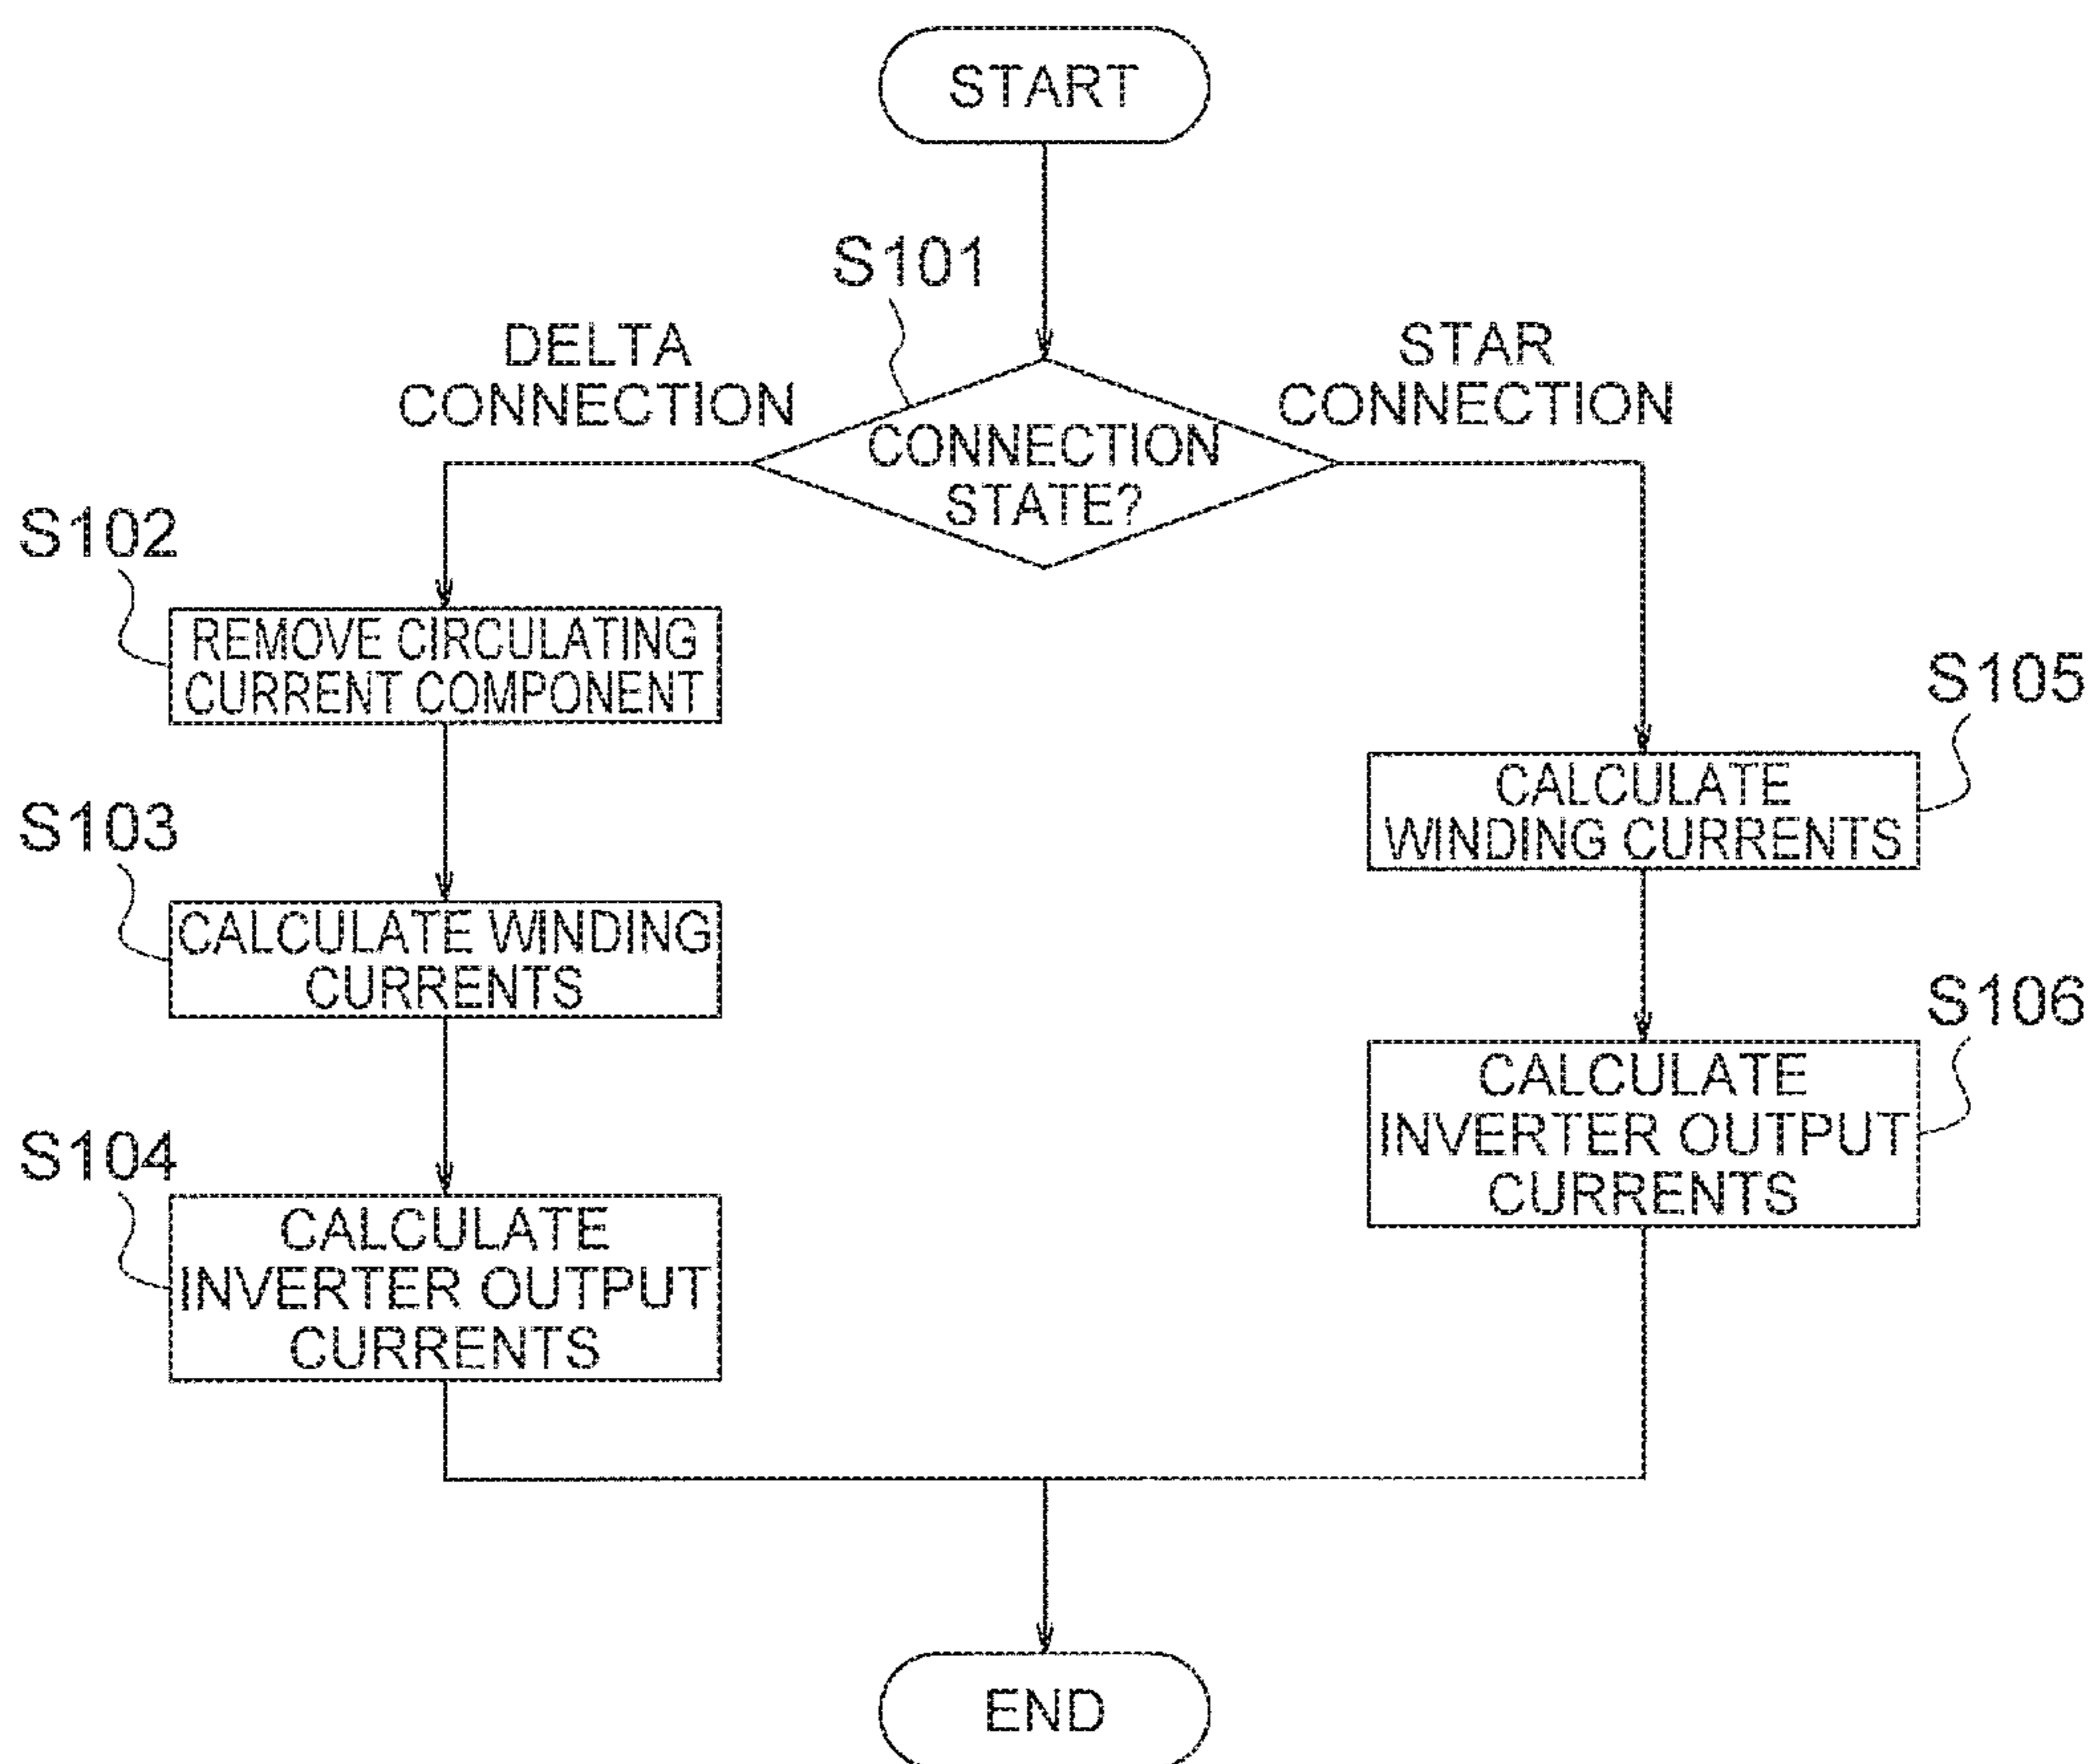 START
S101
DELTA
CONNECTION
STAR
CONNECTION
CONNECTION
STATE?
S102
REMOVE CIRCULATING
CURRENT COMPONENT
S103
CALCULATE WINDING
CURRENTS
S104
CALCULATE
INVERTER OUTPUT
CURRENTS
S105
CALCULATE
WINDING CURRENTS
S106
CALCULATE
INVERTER OUTPUT
CURRENTS
END